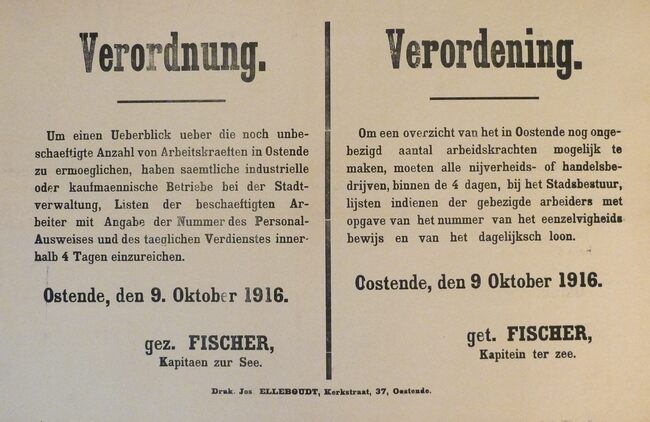 Verordnung.
Um einen Ueberblick ueber die noch unbe-
schaeftigte Anzahl von Arbeitskraeften in Ostende
zu ermoeglichen, haben saemtliche industrielle
oder kaufmaennische Betriebe bei der Stadt-
verwaltung, Listen der beschaeftigten Ar-
beiter mit Angabe der Nummer des Personal-
Ausweises und des taeglichen Verdienstes inner-
halb 4 Tagen einzureichen.
Ostende, den 9. Oktober 1916.
gez. FISCHER,
Kapitaen zur See.
Verordening.
Om een overzicht van het in Oostende nog onge-
bezigd aantal arbeidskrachten mogelijk te
maken, moeten alle nijverheids- of handelsbe-
drijven, binnen de 4 dagen, bij het Stadsbestuur,
lijsten indienen der gebezigde arbeiders met
opgave van het nummer van het eenzelvigheids
bewijs en van het dagelijksch loon.
Oostende, den 9 Oktober 1916.
get. FISCHER,
Kapitein ter zee.
Druk. Jos ELLEBOUDT, Kerkstraat, 37, Oostende.